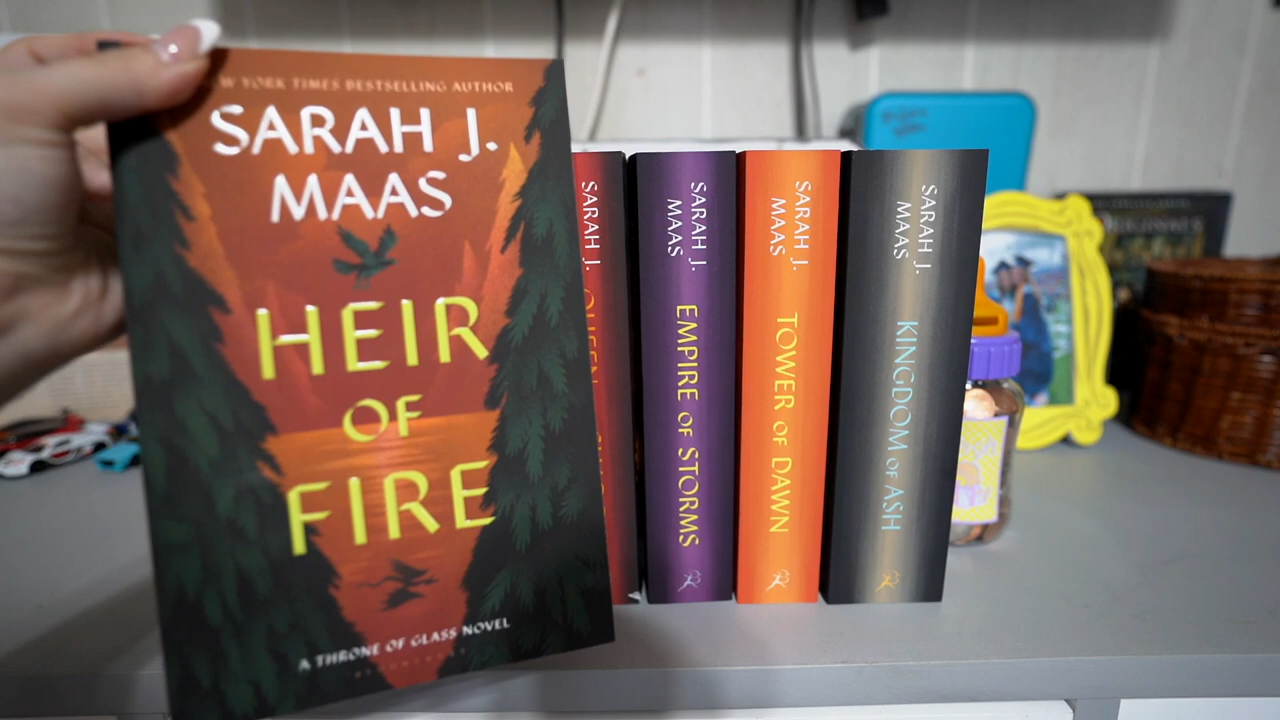 W YORK TIMES BESTSELLING AUTHOR
SARAH J.
MAAS
HEIR
OF
FIRE
A THRONE OF GLASS NOVEL
SARAH J.
QUEEN
SARAH J.
MAAS
EMPIRE OF STORMS
SARAH J.
MAAS
TOWER OF DAWN
SARAH J.
MAAS
KINGDOM OF ASH